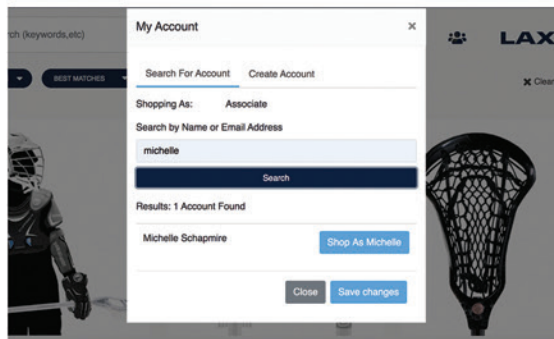 My Account ×
rch (keywords,etc)
LAX
Search For Account Create Account
BEST MATCHES
× Clear
Shopping As: Associate
Search by Name or Email Address
michelle
Search
Results: 1 Account Found
Michelle Schapmire Shop As Michelle
Close Save changes